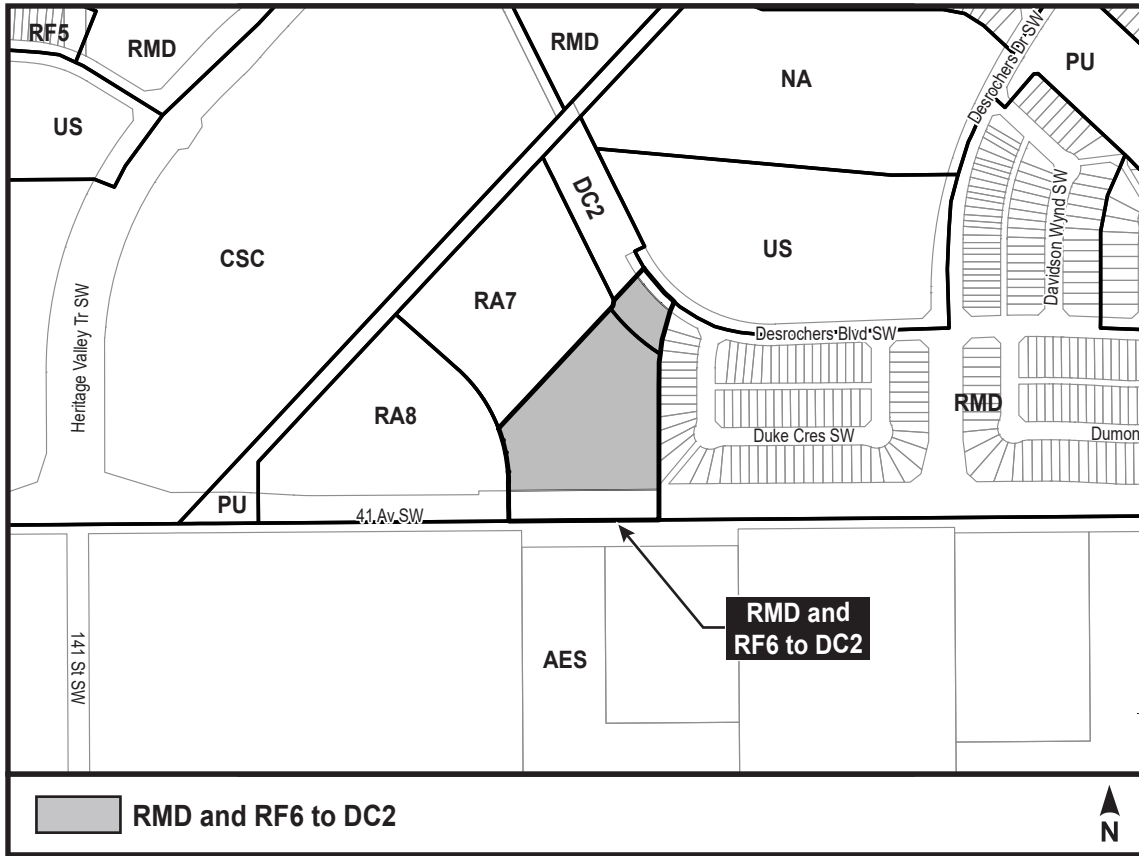 RF5
RMD
RMD
NA
PU
Desrochers Dr SW
US
DC2
Davidson Wynd SW
CSC
US
RA7
Heritage Valley Tr SW
Desrochers Blvd SW
RA8
RMD
Duke Cres SW
Dumon
PU
41 Av SW
RMD and
RF6 to DC2
141 St SW
AES
RMD and RF6 to DC2
N